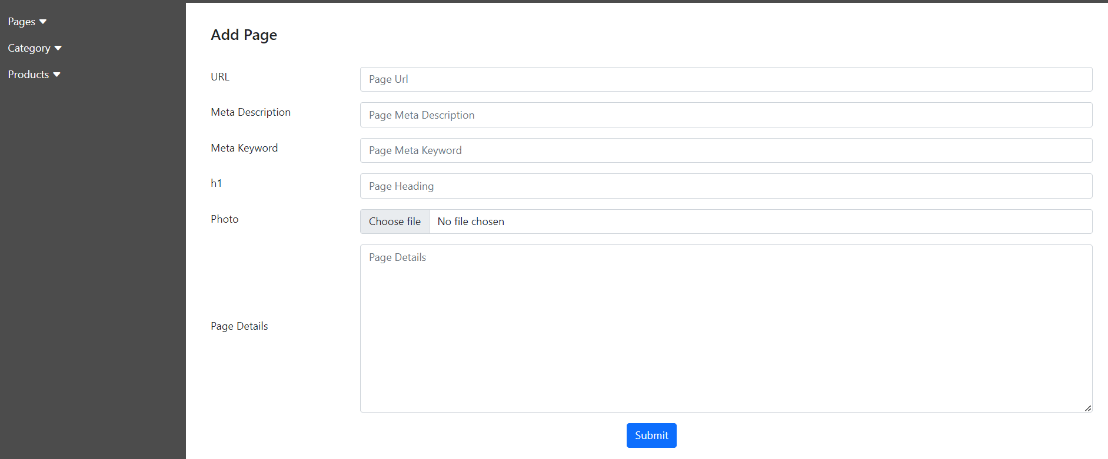 Pages
Category
Products
Add Page
URL
Page Url
Meta Description
Page Meta Description
Meta Keyword
Page Meta Keyword
h1
Page Heading
Photo
Choose file No file chosen
Page Details
Page Details
Submit